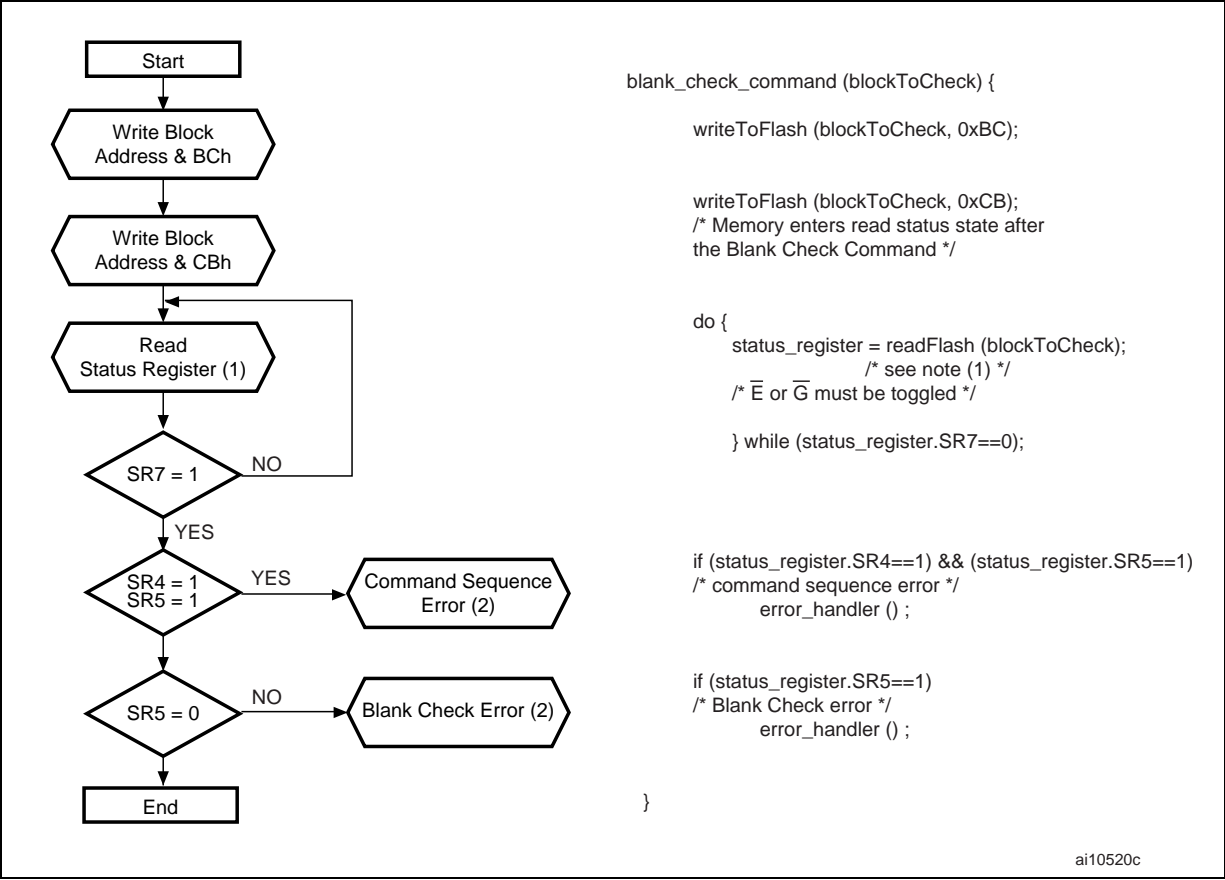 Start
Write Block
Address & BCh
Write Block
Address & CBh
Read
Status Register (1)
SR7 = 1
NO
YES
SR4 = 1
SR5 = 1
YES
Command Sequence
Error (2)
SR5 = 0
NO
Blank Check Error (2)
End
blank_check_command (blockToCheck) {
writeToFlash (blockToCheck, 0xBC);
writeToFlash (blockToCheck, 0xCB);
/* Memory enters read status state after
the Blank Check Command */
do {
status_register = readFlash (blockToCheck);
/* see note (1) */
/* E̅ or G̅ must be toggled */
} while (status_register.SR7==0);
if (status_register.SR4==1) && (status_register.SR5==1)
/* command sequence error */
error_handler () ;
if (status_register.SR5==1)
/* Blank Check error */
error_handler () ;
}
ai10520c